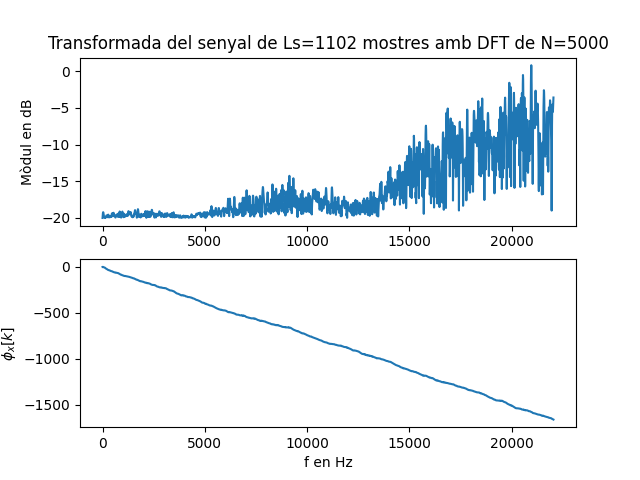 Transformada del senyal de Ls=1102 mostres amb DFT de N=5000
Mòdul en dB
0
−5
−10
−15
−20
0 5000 10000 15000 20000
ϕₓ[k]
0
−500
−1000
−1500
0 5000 10000 15000 20000
f en Hz